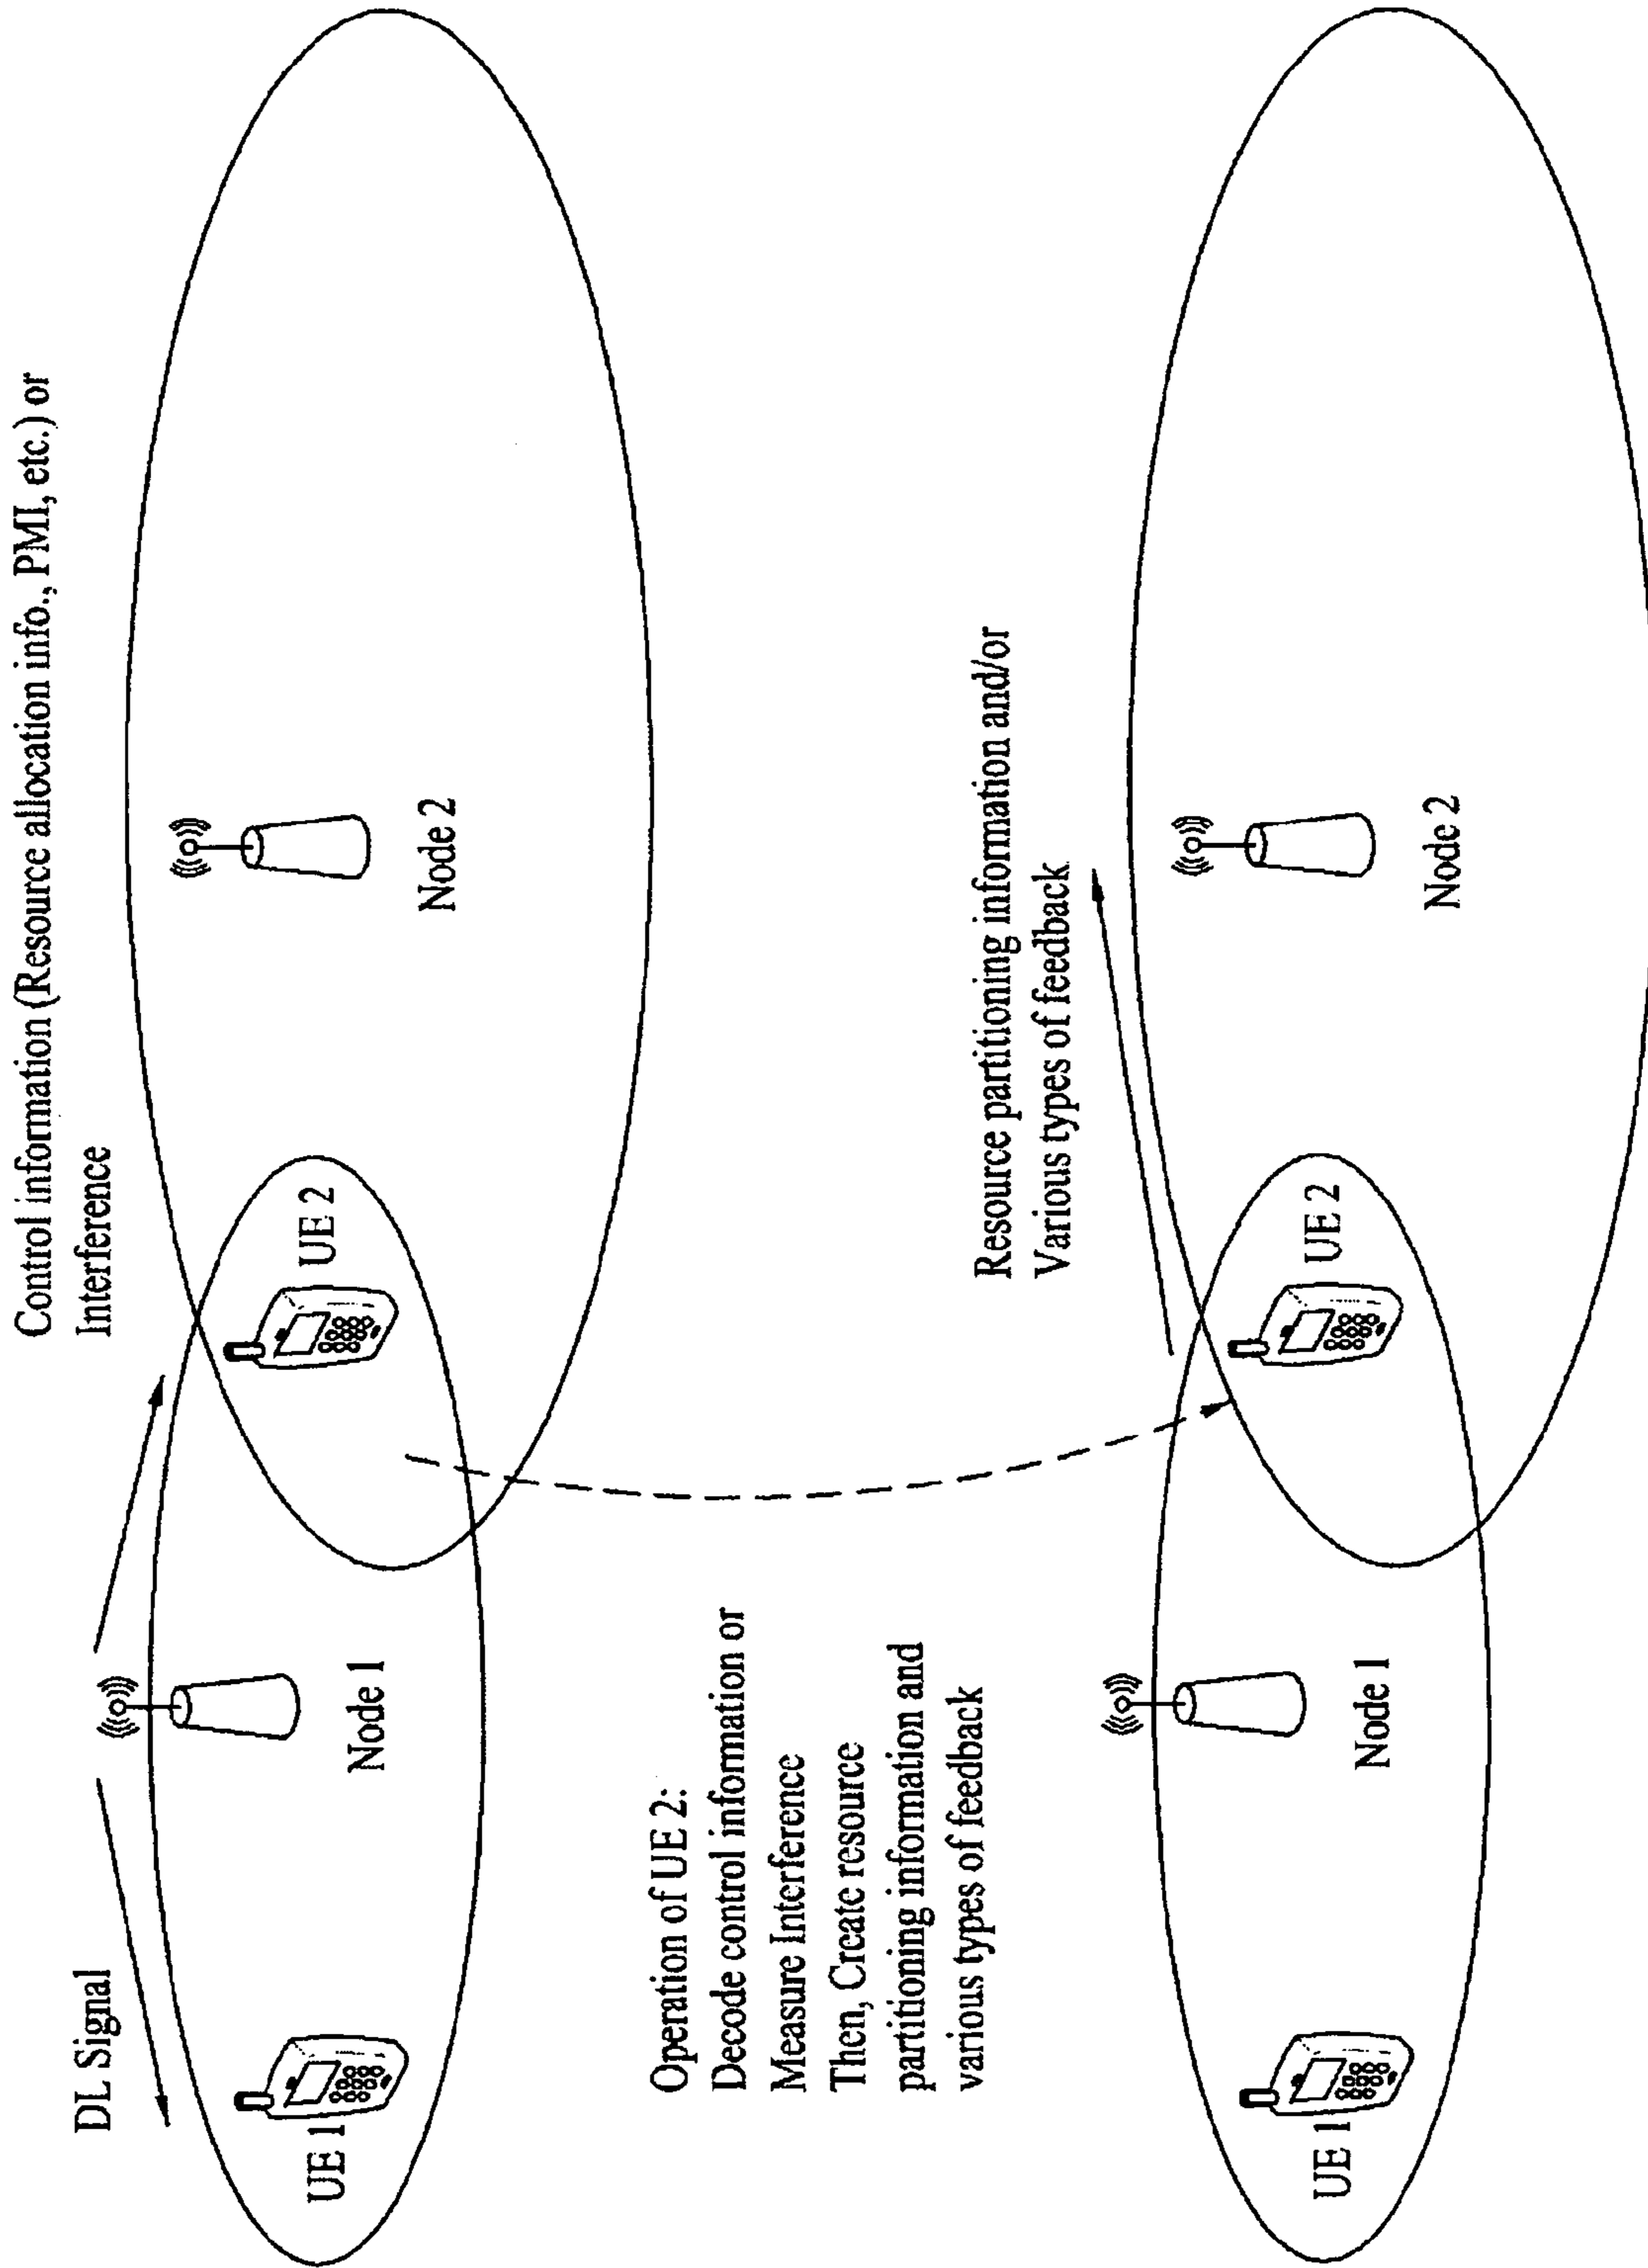 Control information (Resource allocation info., PMI, etc.) or
Interference
DL Signal
UE 1
Node 1
UE 2
Node 2
Operation of UE 2:
Decode control information or
Measure Interference
Then, Create resource
partitioning information and
various types of feedback
Resource partitioning information and/or
Various types of feedback
UE 1
Node 1
UE 2
Node 2